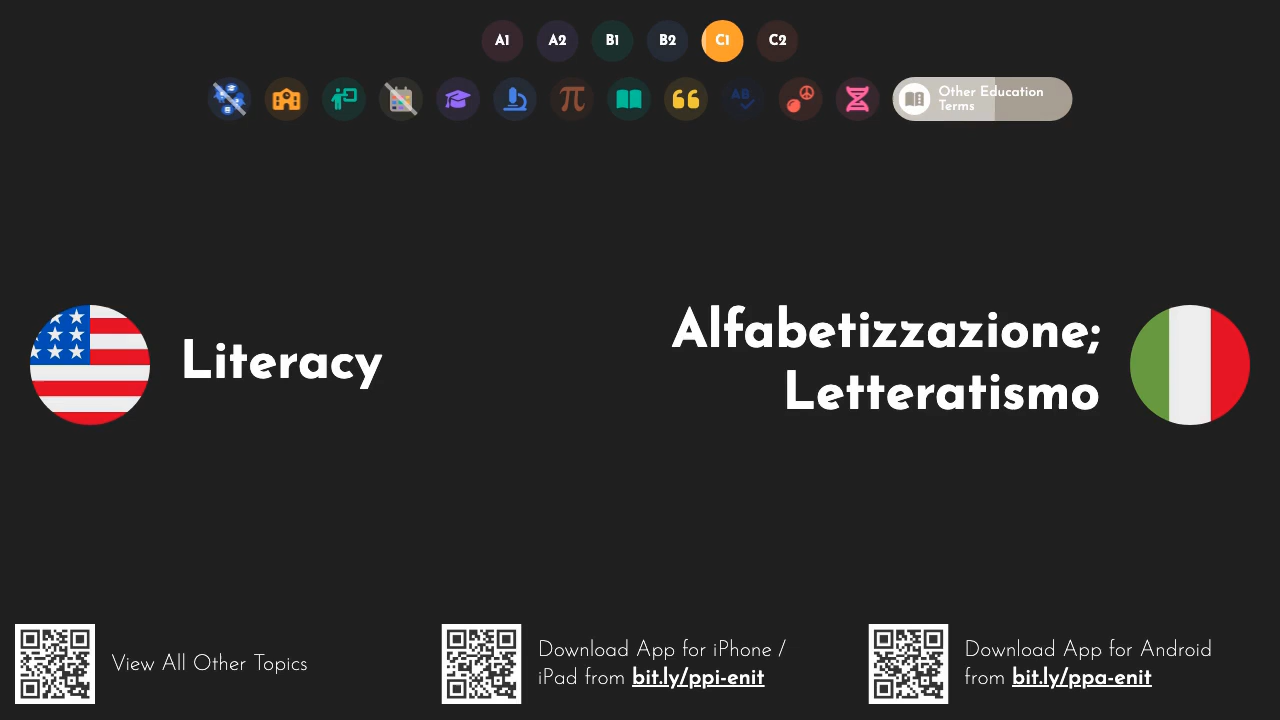 A1 A2 B1 B2 C1 C2
AB
Other Education
Terms
Literacy
Alfabetizzazione;
Letteratismo
View All Other Topics
Download App for iPhone /
iPad from bit.ly/ppi-enit
Download App for Android
from bit.ly/ppa-enit